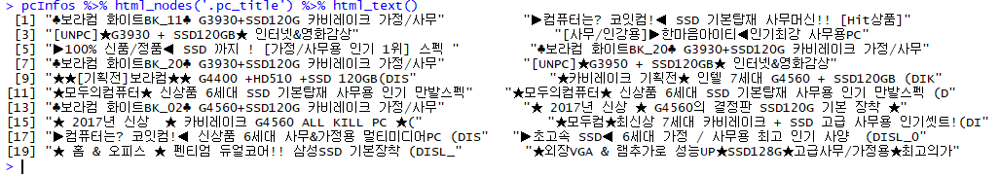 > pcInfos %>% html_nodes('.pc_title') %>% html_text()
[1] "♣보라컴 화이트BK_11♣ G3930+SSD120G 카비레이크 가정/사무" "▶컴퓨터는? 코잇컴!◀ SSD 기본탑재 사무머신!! [Hit상품]"
[3] "[UNPC]★G3930 + SSD120GB★ 인터넷&영화감상" "[사무/인강용]▶한마음아이티◀인기최강 사무용PC"
[5] "▶100% 신품/정품◀ SSD 까지 ! [가정/사무용 인기 1위] 스펙 " "♣보라컴 화이트BK_20♣ G3930+SSD120G 카비레이크 가정/사무"
[7] "♣보라컴 화이트BK_20♣ G3930+SSD120G 카비레이크 가정/사무" "[UNPC]★G3950 + SSD120GB★ 인터넷&영화감상"
[9] "★★[기획전]보라컴★★ G4400 +HD510 +SSD 120GB(DIS" "★카비레이크 기획전★ 인텔 7세대 G4560 + SSD120GB (DIK"
[11] "★모두의컴퓨터★ 신상품 6세대 SSD 기본탑재 사무용 인기 만발스펙" "★모두의컴퓨터★ 신상품 6세대 SSD 기본탑재 사무용 인기 만발스펙 (D"
[13] "♣보라컴 화이트BK_02♣ G4560+SSD120G 카비레이크 가정/사무" "★ 2017년 신상 ★ G4560의 결정판 SSD120G 기본 장착 ★"
[15] "★ 2017년 신상 ★ 카비레이크 G4560 ALL KILL PC ★(" "★모두컴★최신상 7세대 카비레이크 + SSD 고급 사무용 인기셋트!(DI"
[17] "▶컴퓨터는? 코잇컴!◀ 신상품 6세대 사무&가정용 멀티미디어PC (DIS" "▶초고속 SSD◀ 6세대 가정 / 사무용 최고 인기 사양 (DISL_O"
[19] "★ 홈 & 오피스 ★ 펜티엄 듀얼코어!! 삼성SSD 기본장착 (DISL_" "★외장VGA & 램추가로 성능UP★SSD128G★고급사무/가정용★최고의가"
>